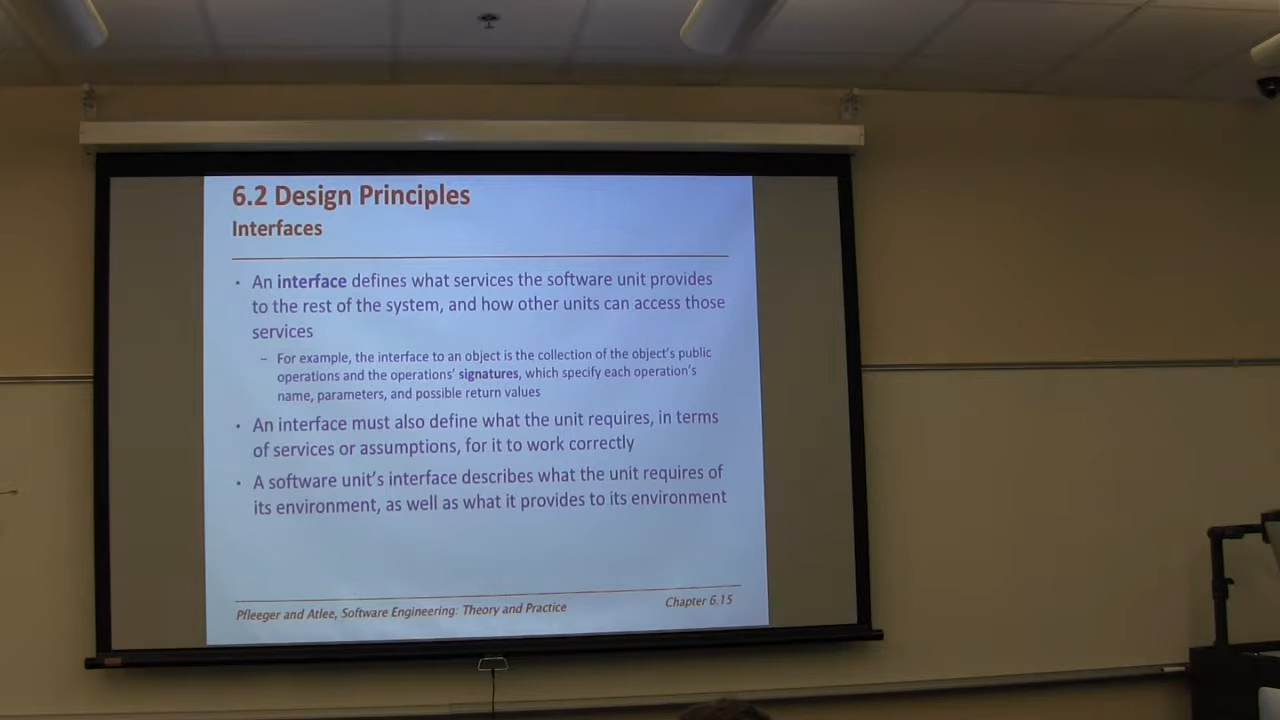 6.2 Design Principles
Interfaces
• An interface defines what services the software unit provides
to the rest of the system, and how other units can access those
services
– For example, the interface to an object is the collection of the object's public
operations and the operations' signatures, which specify each operation's
name, parameters, and possible return values
• An interface must also define what the unit requires, in terms
of services or assumptions, for it to work correctly
• A software unit's interface describes what the unit requires of
its environment, as well as what it provides to its environment
Pfleeger and Atlee, Software Engineering: Theory and Practice
Chapter 6.15